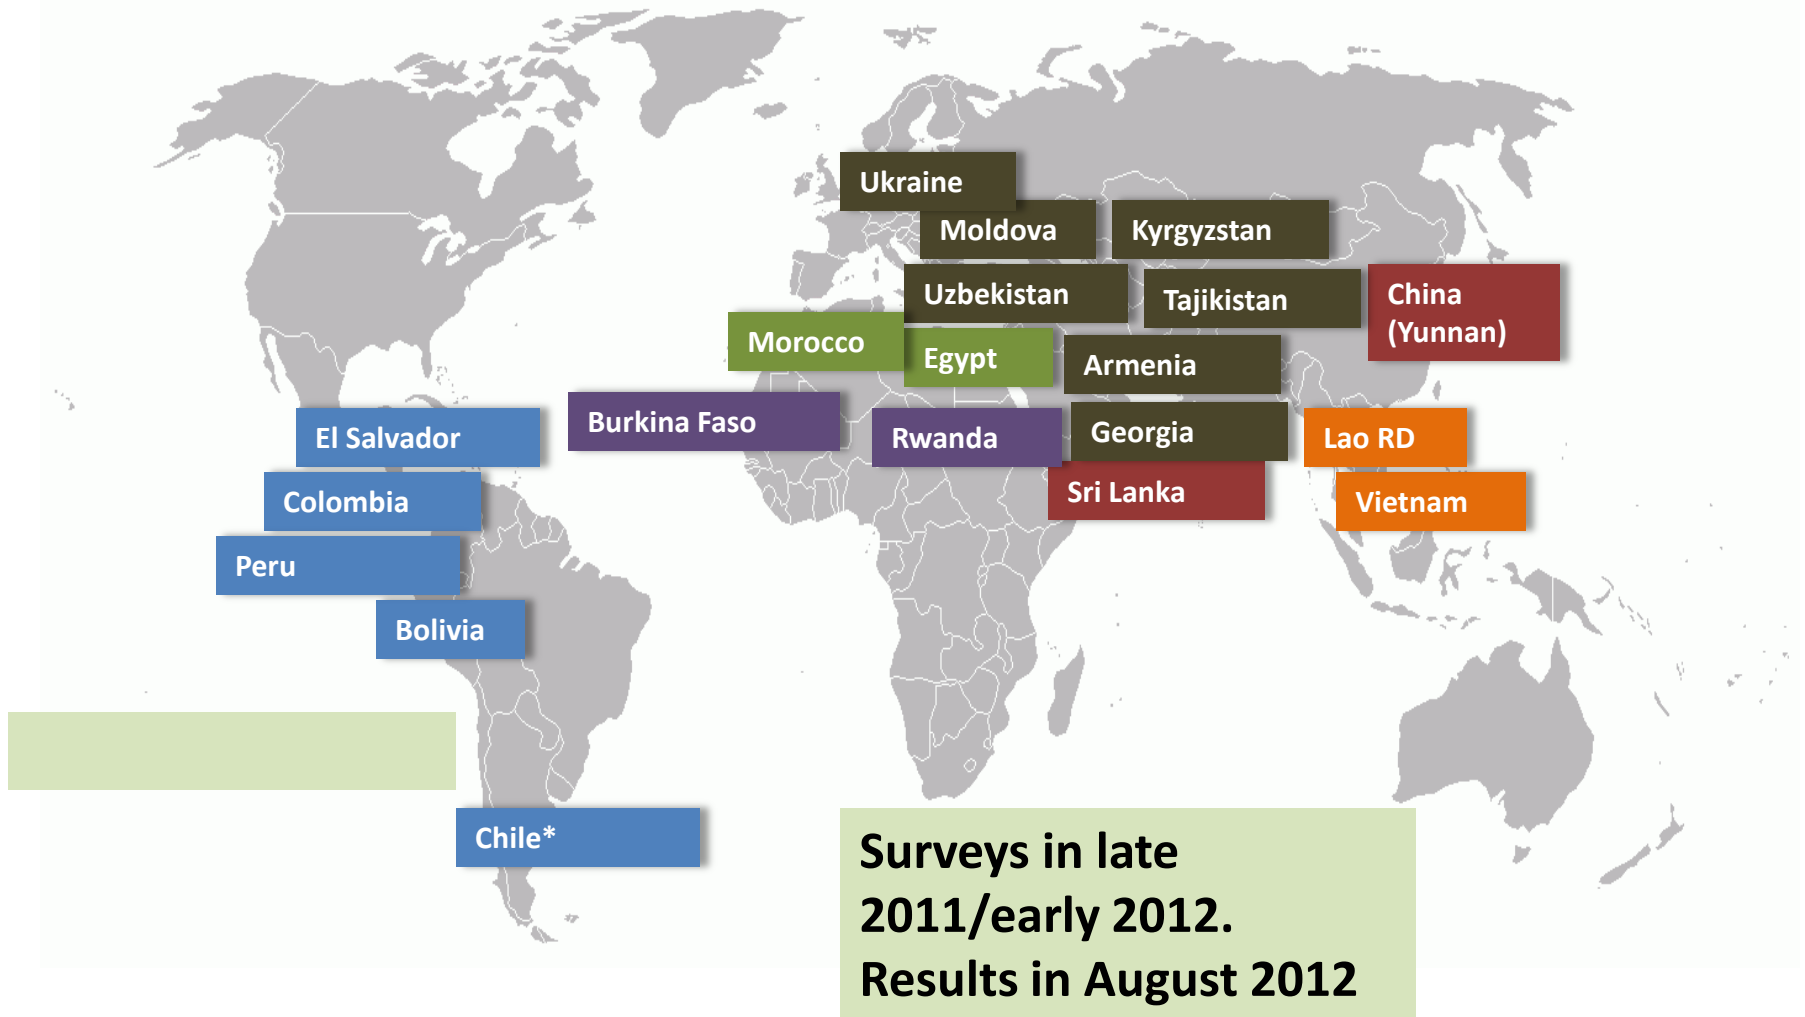 Ukraine
Moldova
Kyrgyzstan
Uzbekistan
Tajikistan
China
(Yunnan)
Morocco
Egypt
Armenia
Burkina Faso
El Salvador
Rwanda
Georgia
Lao RD
Colombia
Sri Lanka
Vietnam
Peru
Bolivia
Chile*
Surveys in late
2011/early 2012.
Results in August 2012